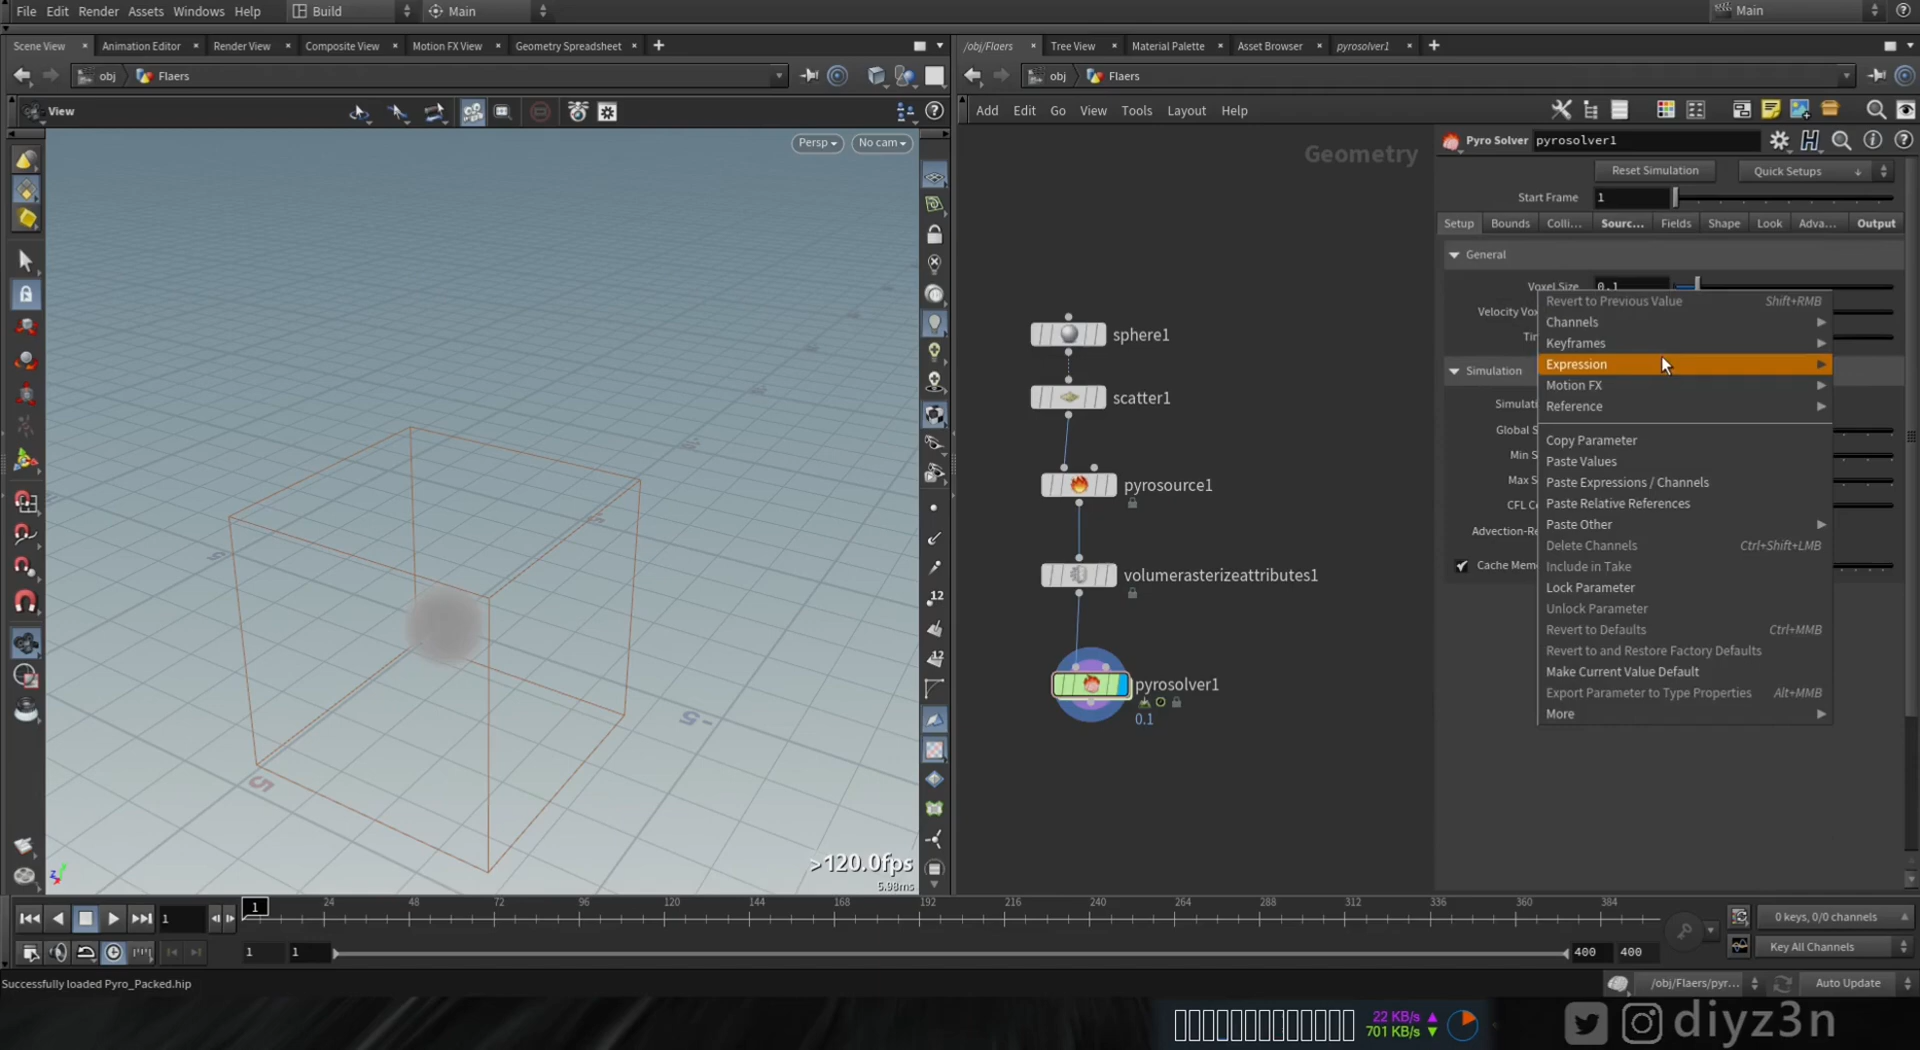 File Edit Render Assets Windows Help Build Main Main
Scene View Animation Editor Render View Composite View Motion FX View Geometry Spreadsheet
/obj/Flaers Tree View Material Palette Asset Browser pyrosolver1
obj Flaers
obj Flaers
View
Add Edit Go View Tools Layout Help
Persp No cam
Geometry
Pyro Solver pyrosolver1
Reset Simulation Quick Setups
Start Frame 1
Setup Bounds Colli... Sourc... Fields Shape Look Adva... Output
General
Voxel Size 0.1
Velocity Vox
Tim
Simulation
Simulati
Global S
Min S
Max S
CFL Co
Advection-Re
Cache Memo
Revert to Previous Value Shift+RMB
Channels
Keyframes
Expression
Motion FX
Reference
Copy Parameter
Paste Values
Paste Expressions / Channels
Paste Relative References
Paste Other
Delete Channels Ctrl+Shift+LMB
Include in Take
Lock Parameter
Unlock Parameter
Revert to Defaults Ctrl+MMB
Revert to and Restore Factory Defaults
Make Current Value Default
Export Parameter to Type Properties Alt+MMB
More
sphere1
scatter1
pyrosource1
volumerasterizeattributes1
pyrosolver1
0.1
12
12
5
-5
>120.0fps
5.98ms
1 1 24 48 72 96 120 144 168 192 216 240 264 288 312 336 360 384
0 keys, 0/0 channels
1 1 400 400
Key All Channels
Successfully loaded Pyro_Packed.hip
/obj/Flaers/pyr... Auto Update
22 KB/s
701 KB/s
diyz3n